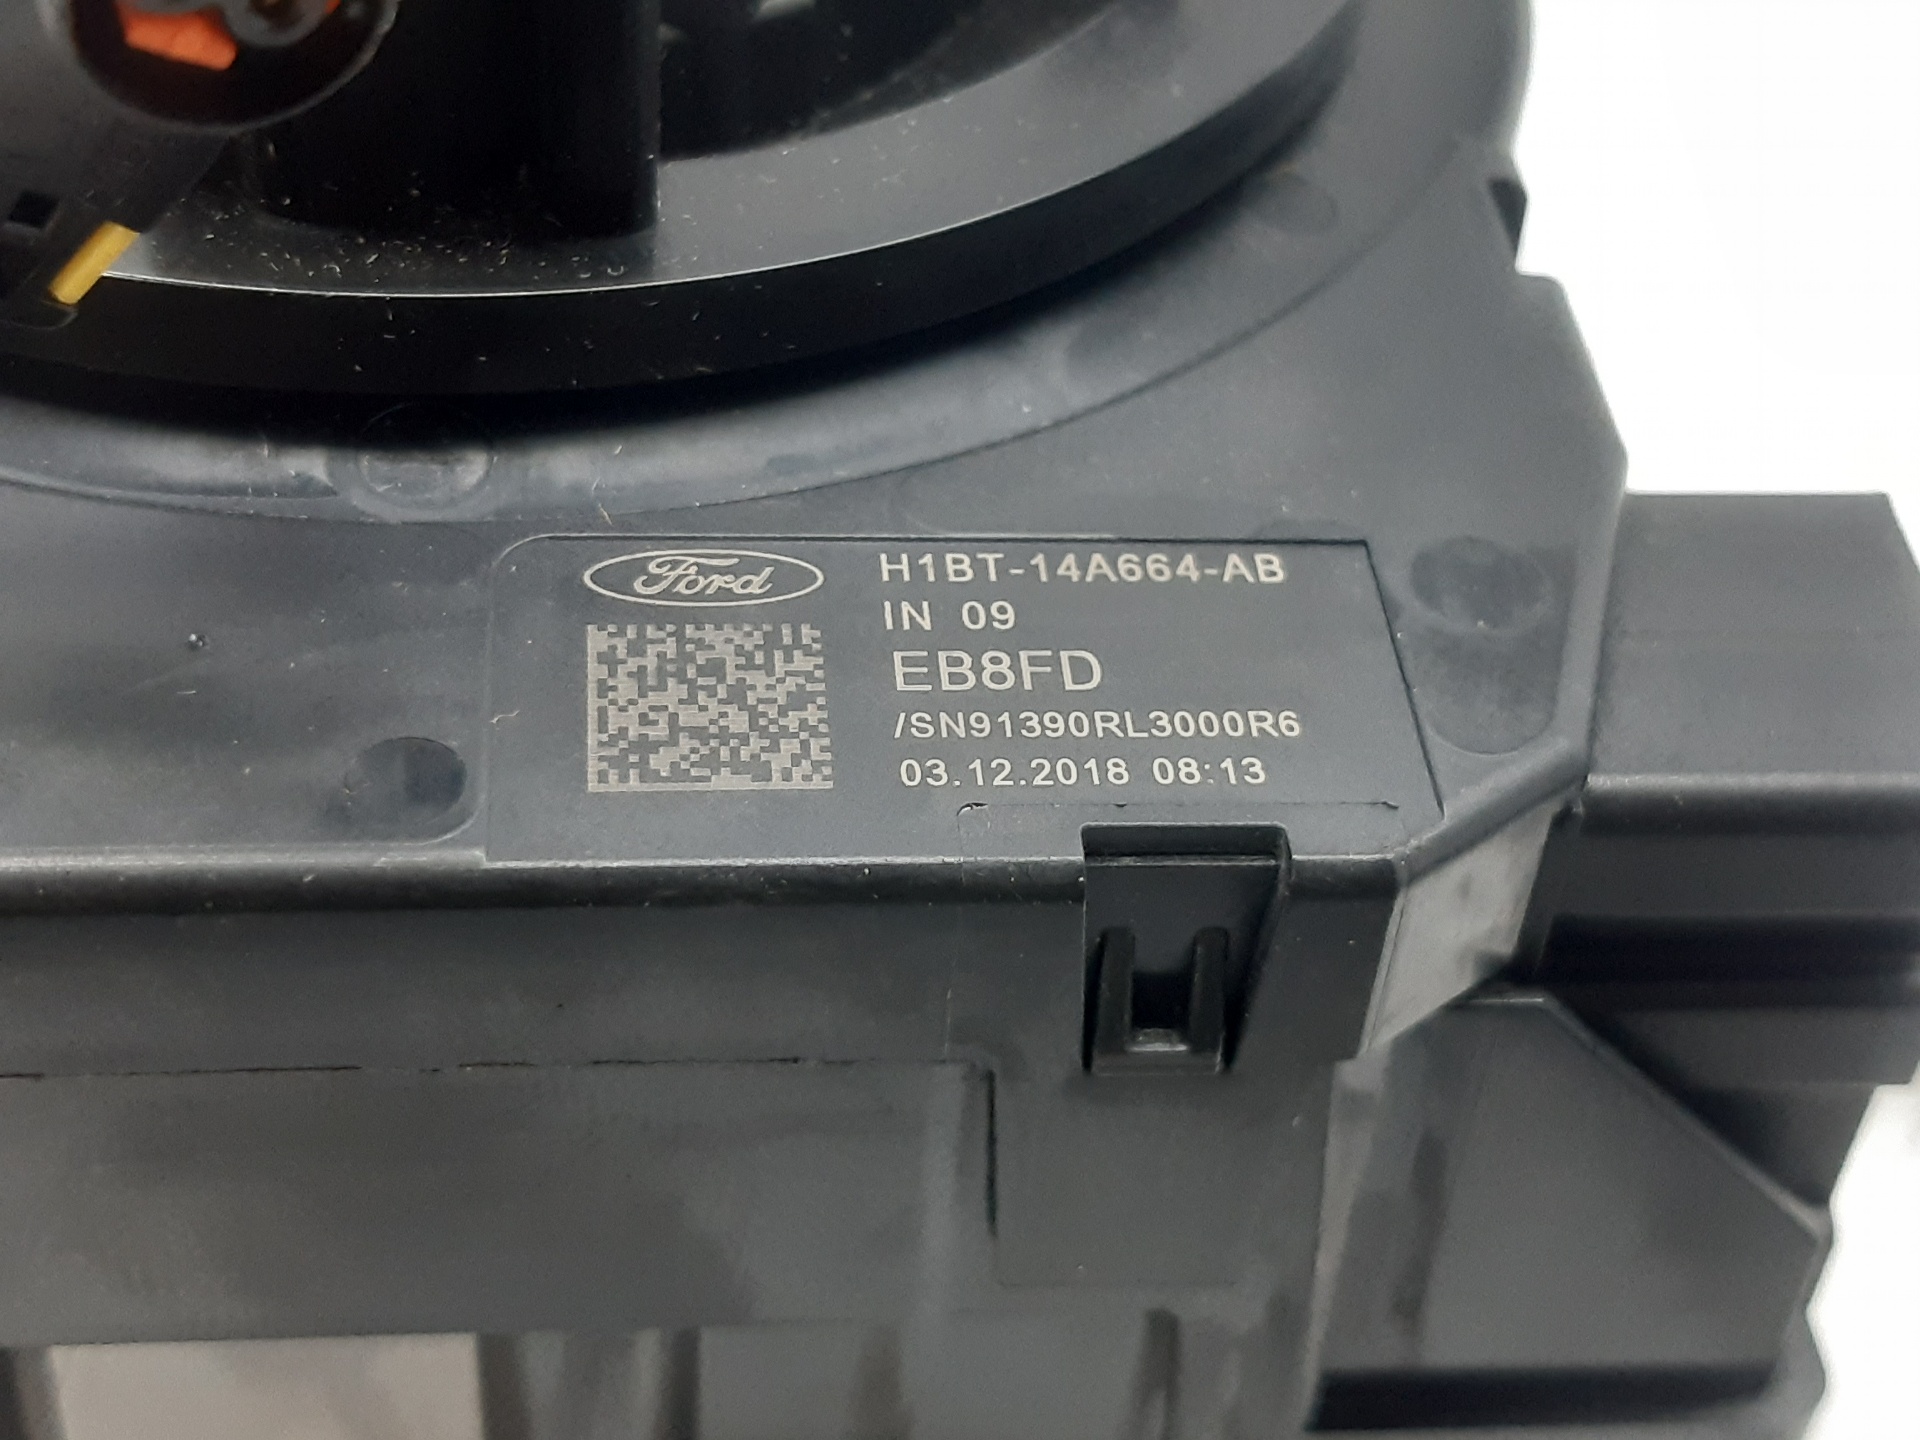 Ford
H1BT-14A664-AB
IN 09
EB8FD
/SN91390RL3000R6
03.12.2018 08:13